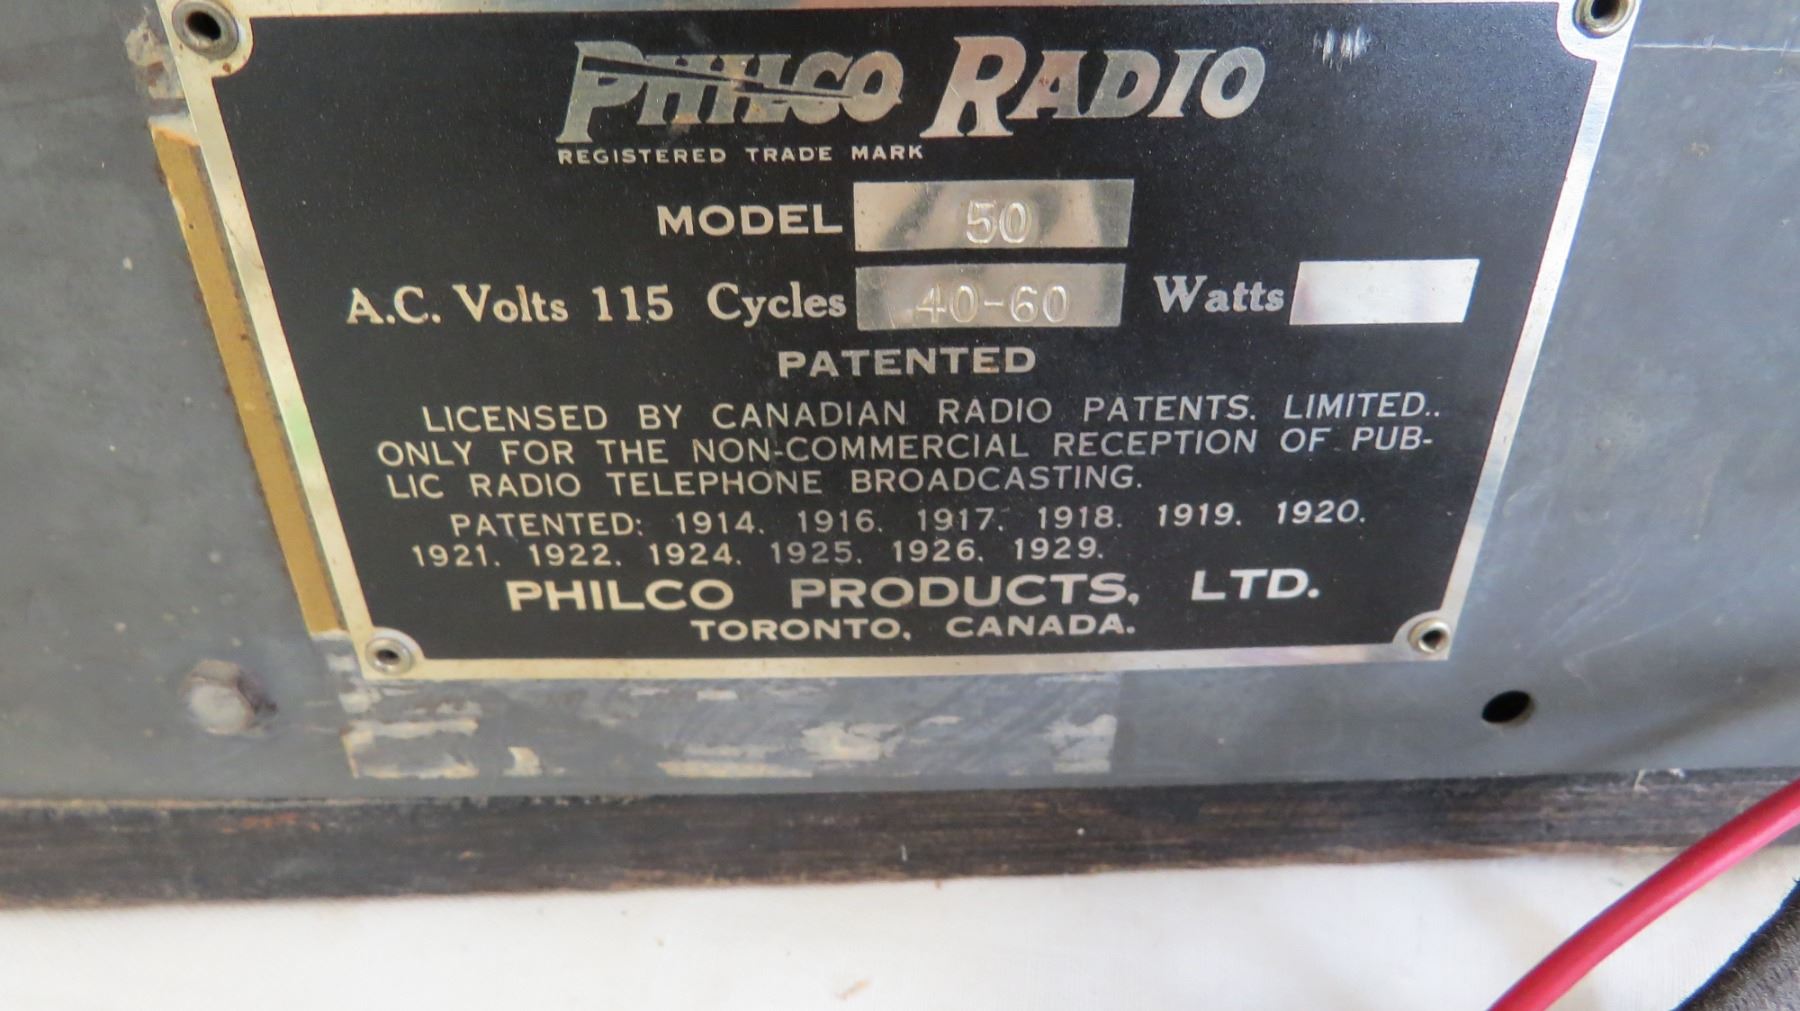 PHILCO RADIO
REGISTERED TRADE MARK
MODEL 50
A.C. Volts 115 Cycles 40-60 Watts
PATENTED
LICENSED BY CANADIAN RADIO PATENTS. LIMITED..
ONLY FOR THE NON-COMMERCIAL RECEPTION OF PUB-
LIC RADIO TELEPHONE BROADCASTING.
PATENTED: 1914. 1916. 1917. 1918. 1919. 1920.
1921. 1922. 1924. 1925. 1926. 1929.
PHILCO PRODUCTS, LTD.
TORONTO, CANADA.